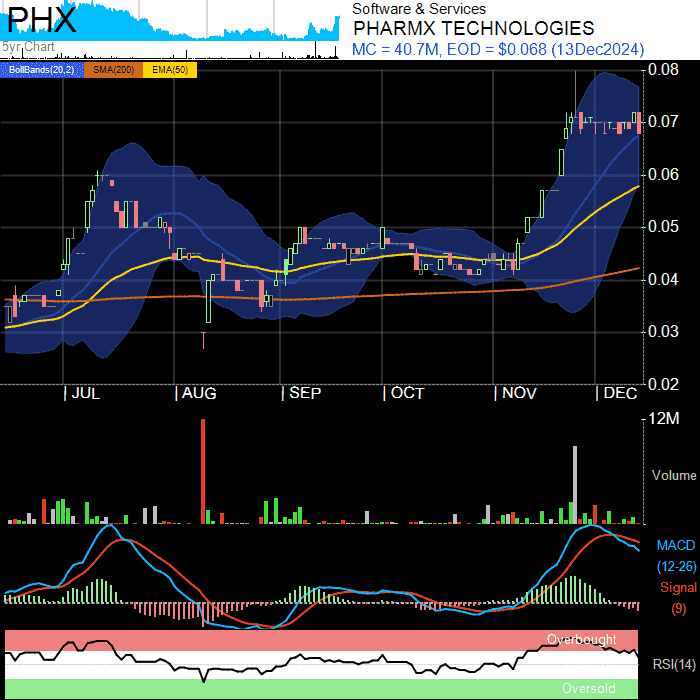 PHX
5yr Chart
Software & Services
PHARMX TECHNOLOGIES
MC = 40.7M, EOD = $0.068 (13Dec2024)
BollBands(20,2) SMA(200) EMA(50)
0.08
0.07
0.06
0.05
0.04
0.03
0.02
JUL AUG SEP OCT NOV DEC
12M
Volume
MACD
(12-26)
Signal
(9)
Overbought
RSI(14)
Oversold